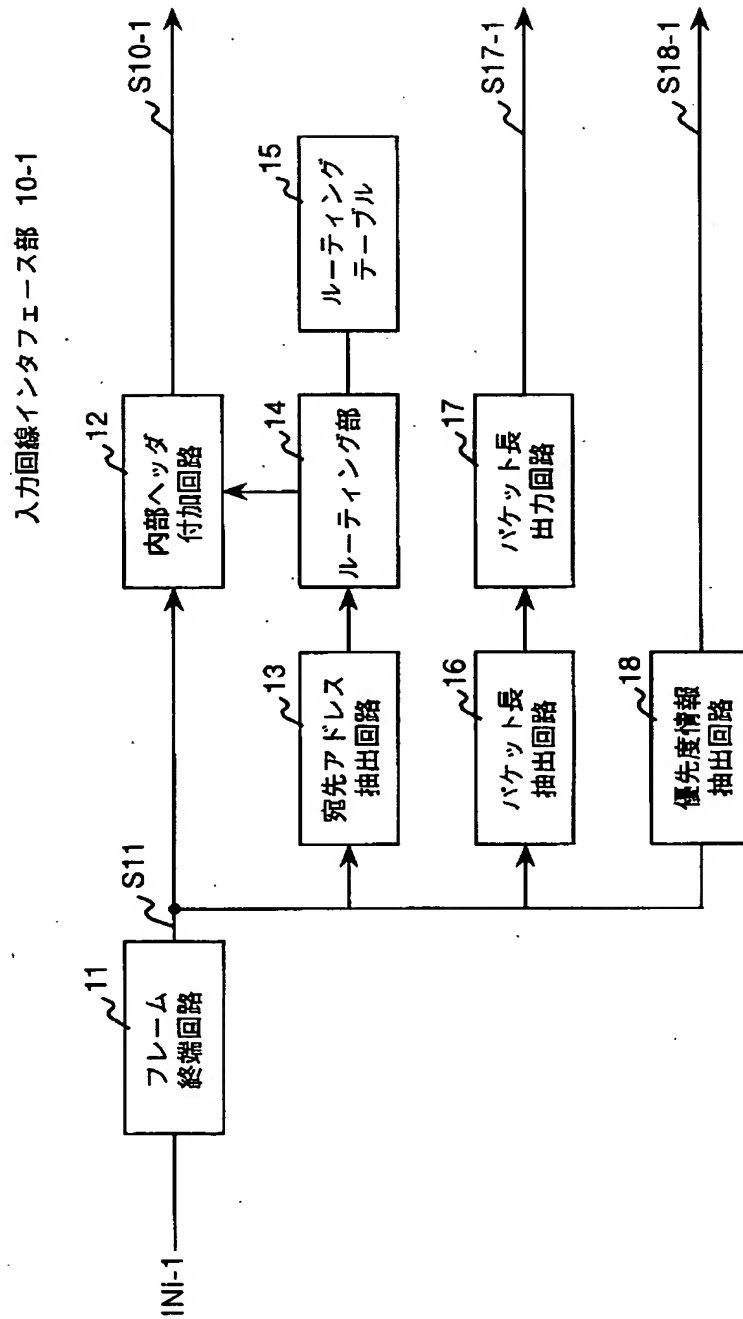 入力回線インタフェース部 10-1
INi-1
11
フレーム
終端回路
S11
12
内部ヘッダ
付加回路
S10-1
13
宛先アドレス
抽出回路
14
ルーティング部
15
ルーティング
テーブル
16
パケット長
抽出回路
17
パケット長
出力回路
S17-1
18
優先度情報
抽出回路
S18-1